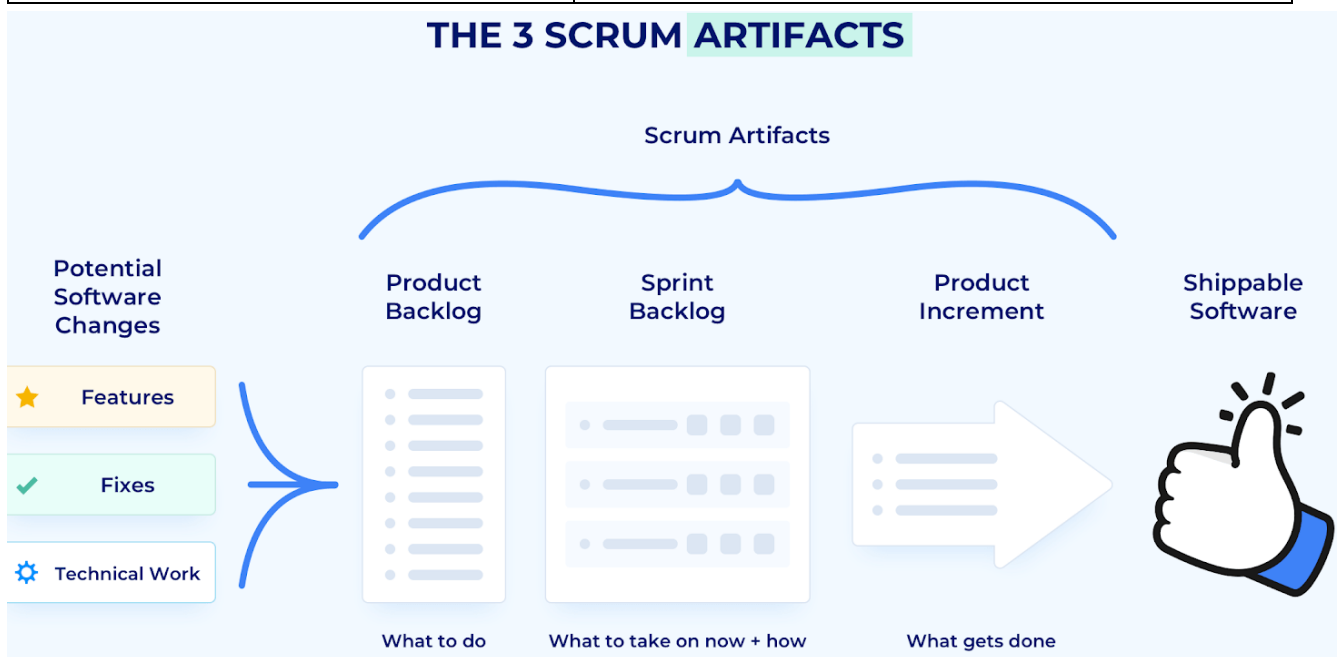 THE 3 SCRUM ARTIFACTS
Scrum Artifacts
Potential
Software
Changes
Features
Fixes
Technical Work
Product
Backlog
What to do
Sprint
Backlog
What to take on now + how
Product
Increment
What gets done
Shippable
Software